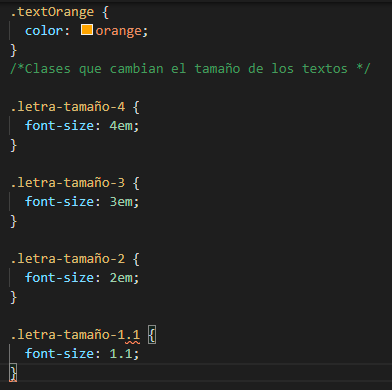 .textOrange {
color: orange;
}
/*Clases que cambian el tamaño de los textos */
.letra-tamaño-4 {
font-size: 4em;
}
.letra-tamaño-3 {
font-size: 3em;
}
.letra-tamaño-2 {
font-size: 2em;
}
.letra-tamaño-1.1 {
font-size: 1.1;
}